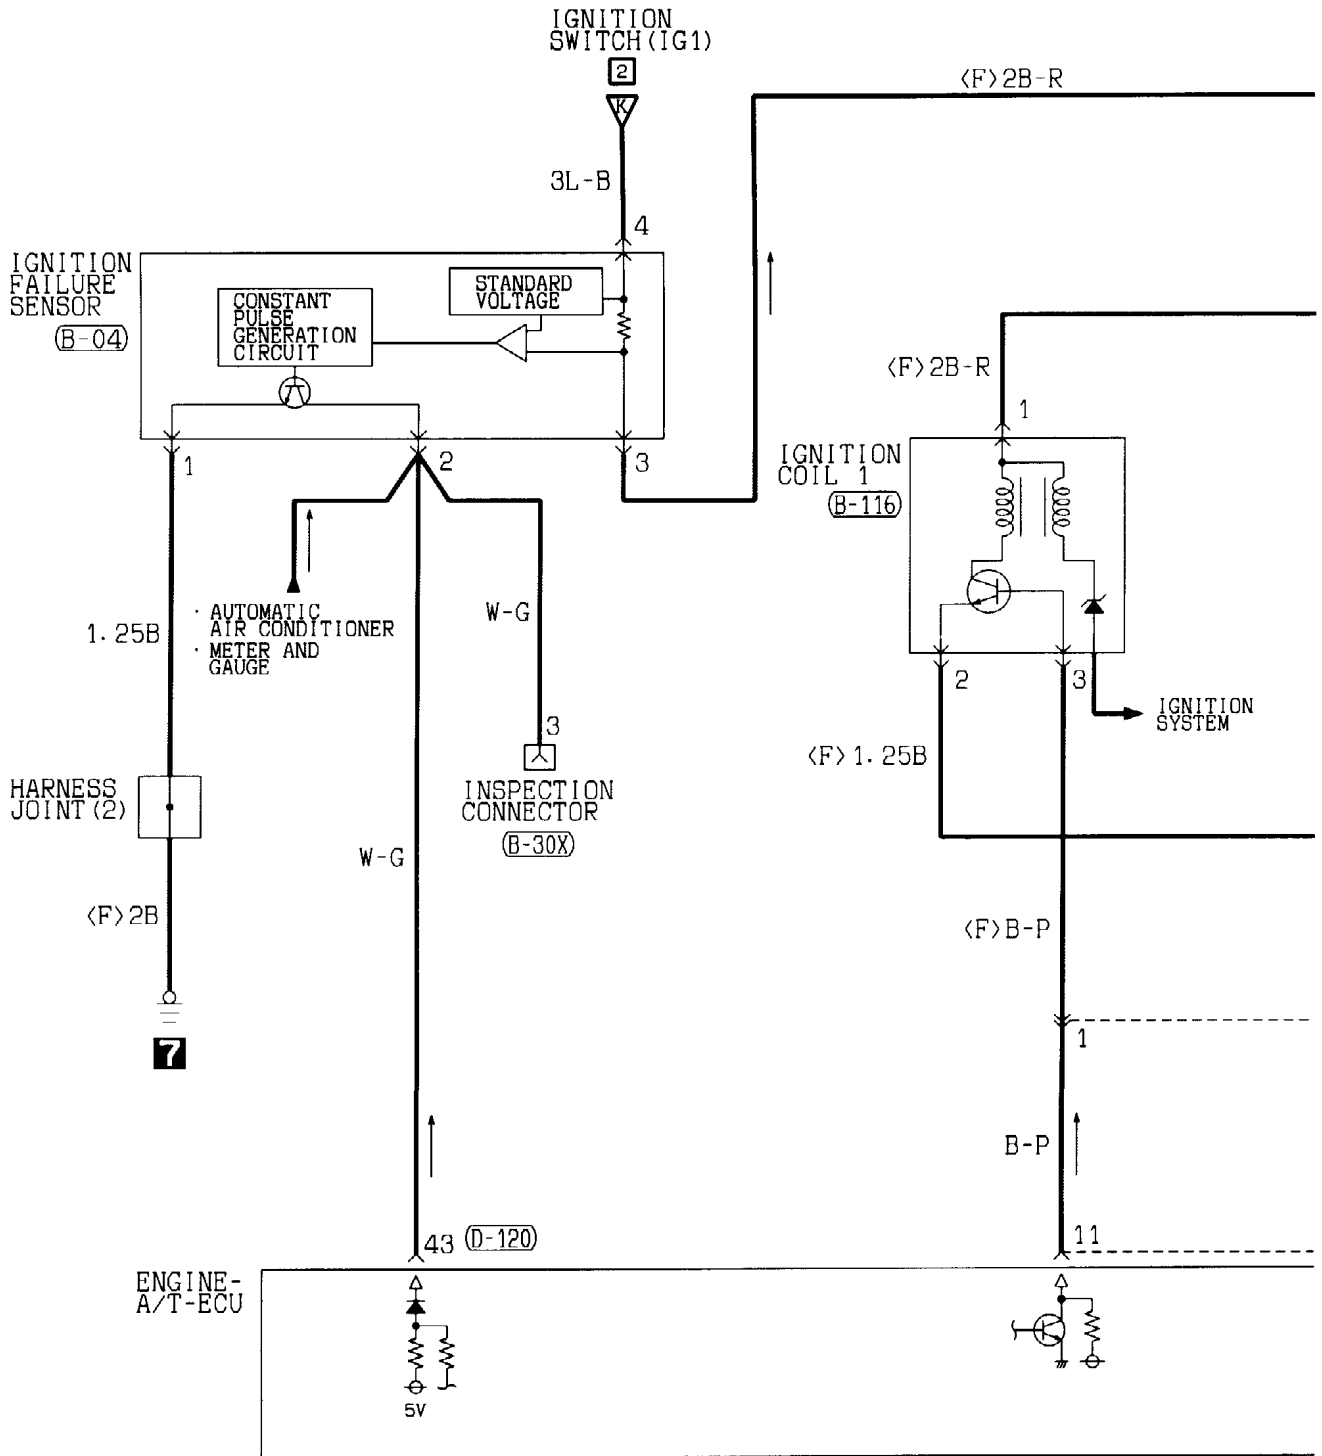 IGNITION
SWITCH(IG1)
2
K
<F>2B-R
3L-B
4
IGNITION
FAILURE
SENSOR
B-04
STANDARD
VOLTAGE
CONSTANT
PULSE
GENERATION
CIRCUIT
<F>2B-R
1
1
2
3
IGNITION
COIL 1
B-116
· AUTOMATIC
AIR CONDITIONER
· METER AND
GAUGE
1.25B
W-G
2
3
IGNITION
SYSTEM
3
<F>1.25B
HARNESS
JOINT(2)
INSPECTION
CONNECTOR
B-30X
W-G
<F>2B
<F>B-P
7
1
B-P
43
D-120
11
ENGINE-
A/T-ECU
5V